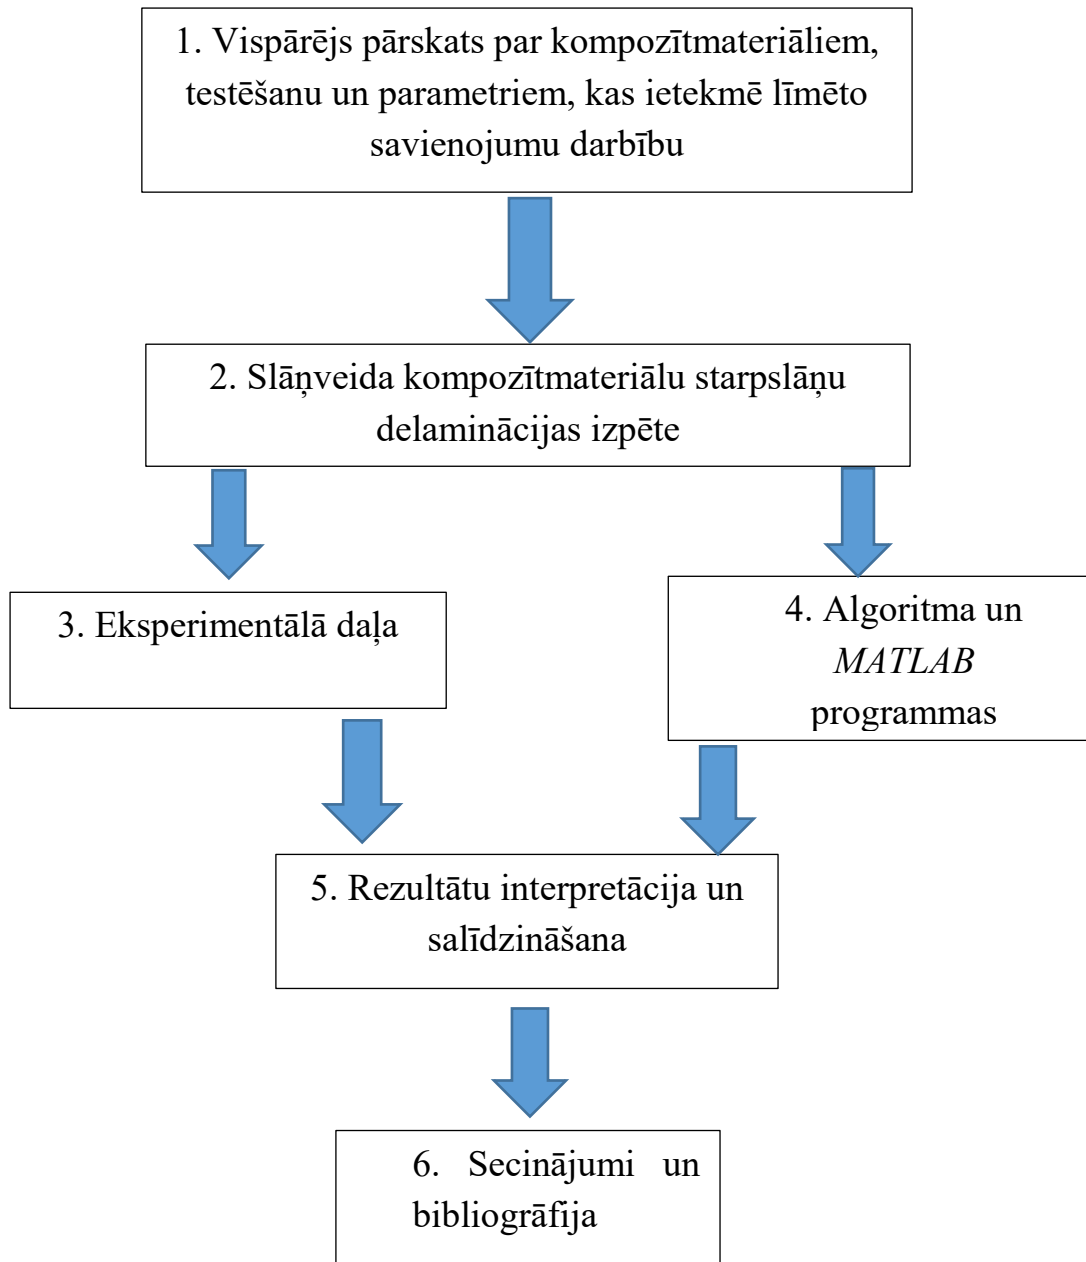 1. Vispārējs pārskats par kompozītmateriāliem,
testēšanu un parametriem, kas ietekmē līmēto
savienojumu darbību
2. Slāņveida kompozītmateriālu starpslāņu
delaminācijas izpēte
3. Eksperimentālā daļa
4. Algoritma un
MATLAB
programmas
5. Rezultātu interpretācija un
salīdzināšana
6. Secinājumi un
bibliogrāfija